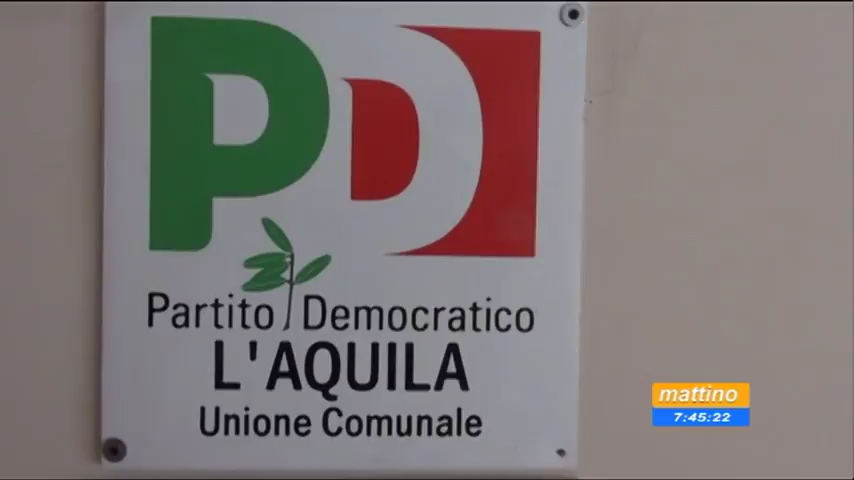 PD
Partito Democratico
L'AQUILA
Unione Comunale
mattino
7:45:22